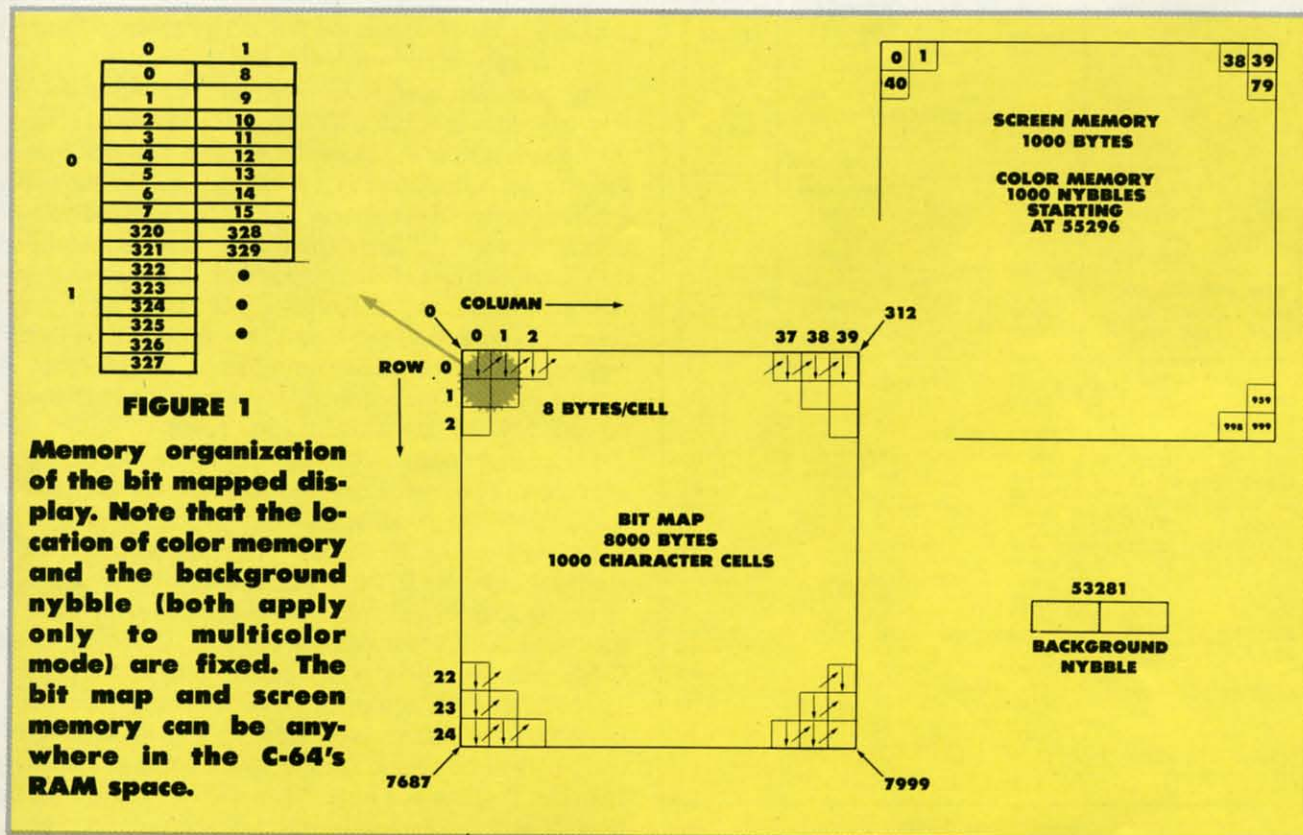 0 1
0 8
1 9
2 10
3 11
0
4 12
5 13
6 14
7 15
320 328
321 329
322
1
323
324
325
326
327
FIGURE 1
Memory organization
of the bit mapped dis-
play. Note that the lo-
cation of color memory
and the background
nybble (both apply
only to multicolor
mode) are fixed. The
bit map and screen
memory can be any-
where in the C-64's
RAM space.
0 COLUMN
312
0 1 2 37 38 39
ROW 0
1
2
8 BYTES/CELL
BIT MAP
8000 BYTES
1000 CHARACTER CELLS
22
23
24
7687 7999
0 1 38 39
40 79
SCREEN MEMORY
1000 BYTES
COLOR MEMORY
1000 NYBBLES
STARTING
AT 55296
959
998 999
53281
BACKGROUND
NYBBLE